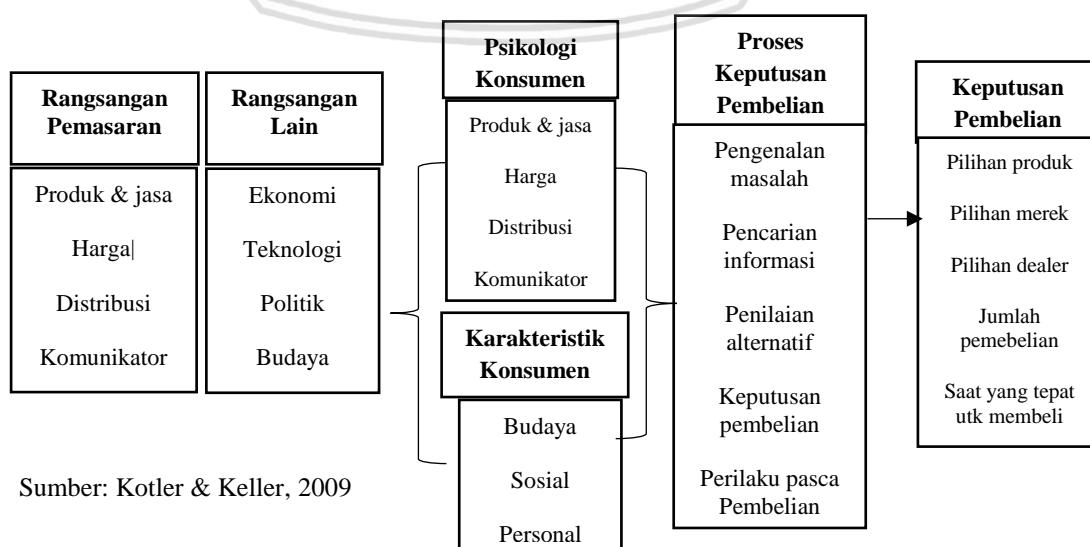 Rangsangan
Pemasaran
Produk & jasa
Harga|
Distribusi
Komunikator
Rangsangan
Lain
Ekonomi
Teknologi
Politik
Budaya
Psikologi
Konsumen
Produk & jasa
Harga
Distribusi
Komunikator
Karakteristik
Konsumen
Budaya
Sosial
Personal
Proses
Keputusan
Pembelian
Pengenalan
masalah
Pencarian
informasi
Penilaian
alternatif
Keputusan
pembelian
Perilaku pasca
Pembelian
Keputusan
Pembelian
Pilihan produk
Pilihan merek
Pilihan dealer
Jumlah
pemebelian
Saat yang tepat
utk membeli
Sumber: Kotler & Keller, 2009